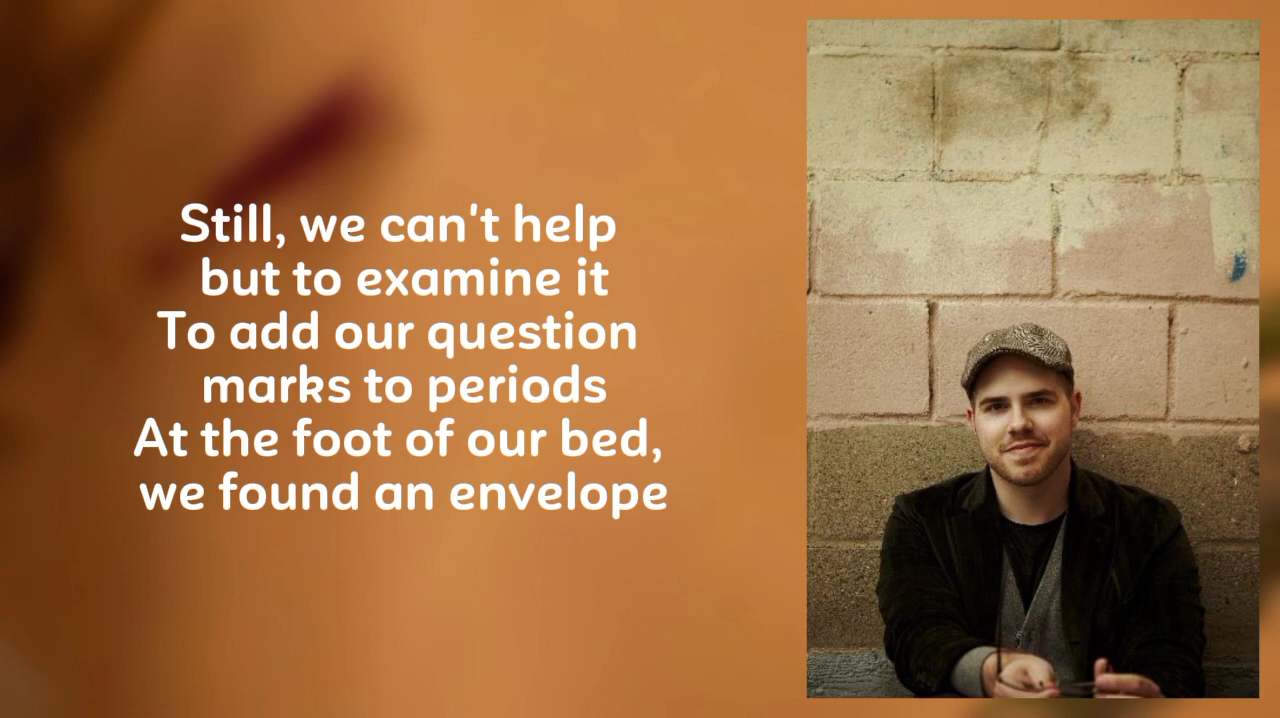 Still, we can't help
but to examine it
To add our question
marks to periods
At the foot of our bed,
we found an envelope